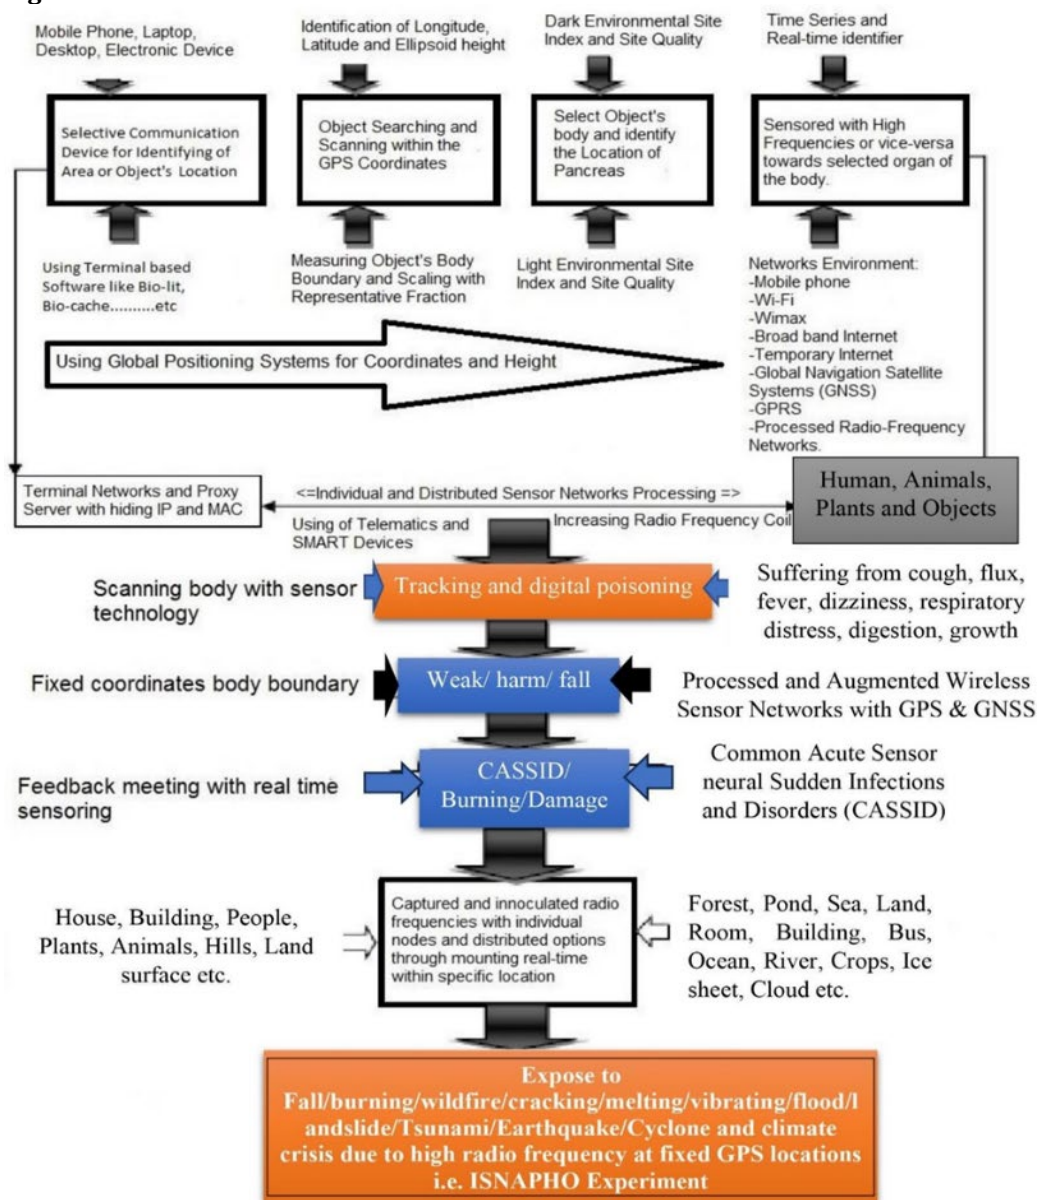 Mobile Phone, Laptop,
Desktop, Electronic Device
Identification of Longitude,
Latitude and Ellipsoid height
Dark Environmental Site
Index and Site Quality
Time Series and
Real-time identifier
Selective Communication
Device for Identifying of
Area or Object's Location
Object Searching and
Scanning within the
GPS Coordinates
Select Object's
body and identify
the Location of
Pancreas
Sensored with High
Frequencies or vice-versa
towards selected organ of
the body.
Using Terminal based
Software like Bio-lit,
Bio-cache..........etc
Measuring Object's Body
Boundary and Scaling with
Representative Fraction
Light Environmental Site
Index and Site Quality
Networks Environment:
-Mobile phone
-Wi-Fi
-Wimax
-Broad band Internet
-Temporary Internet
-Global Navigation Satellite
Systems (GNSS)
-GPRS
-Processed Radio-Frequency
Networks.
Using Global Positioning Systems for Coordinates and Height
Terminal Networks and Proxy
Server with hiding IP and MAC
<=Individual and Distributed Sensor Networks Processing =>
Using of Telematics and
SMART Devices
Increasing Radio Frequency Coil
Human, Animals,
Plants and Objects
Scanning body with sensor
technology
Tracking and digital poisoning
Suffering from cough, flux,
fever, dizziness, respiratory
distress, digestion, growth
Fixed coordinates body boundary
Weak/ harm/ fall
Processed and Augmented Wireless
Sensor Networks with GPS & GNSS
Feedback meeting with real time
sensoring
CASSID/
Burning/Damage
Common Acute Sensor
neural Sudden Infections
and Disorders (CASSID)
House, Building, People,
Plants, Animals, Hills, Land
surface etc.
Captured and innoculated radio
frequencies with individual
nodes and distributed options
through mounting real-time
within specific location
Forest, Pond, Sea, Land,
Room, Building, Bus,
Ocean, River, Crops, Ice
sheet, Cloud etc.
Expose to
Fall/burning/wildfire/cracking/melting/vibrating/flood/l
andslide/Tsunami/Earthquake/Cyclone and climate
crisis due to high radio frequency at fixed GPS locations
i.e. ISNAPHO Experiment